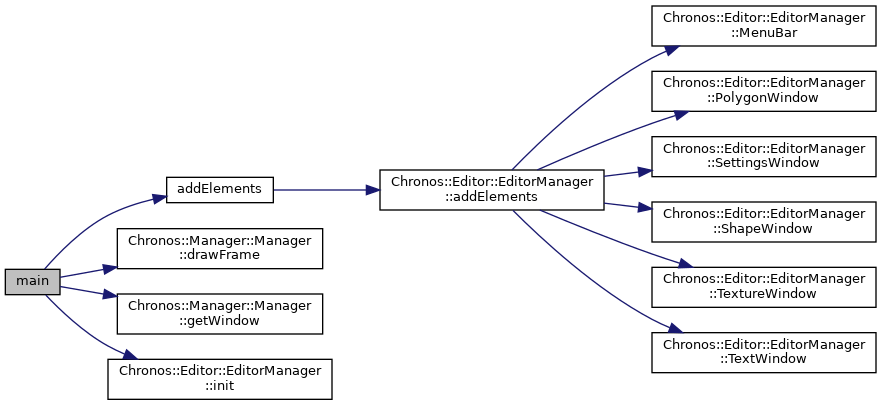 main
addElements
Chronos::Manager::Manager
::drawFrame
Chronos::Manager::Manager
::getWindow
Chronos::Editor::EditorManager
::init
Chronos::Editor::EditorManager
::addElements
Chronos::Editor::EditorManager
::MenuBar
Chronos::Editor::EditorManager
::PolygonWindow
Chronos::Editor::EditorManager
::SettingsWindow
Chronos::Editor::EditorManager
::ShapeWindow
Chronos::Editor::EditorManager
::TextureWindow
Chronos::Editor::EditorManager
::TextWindow